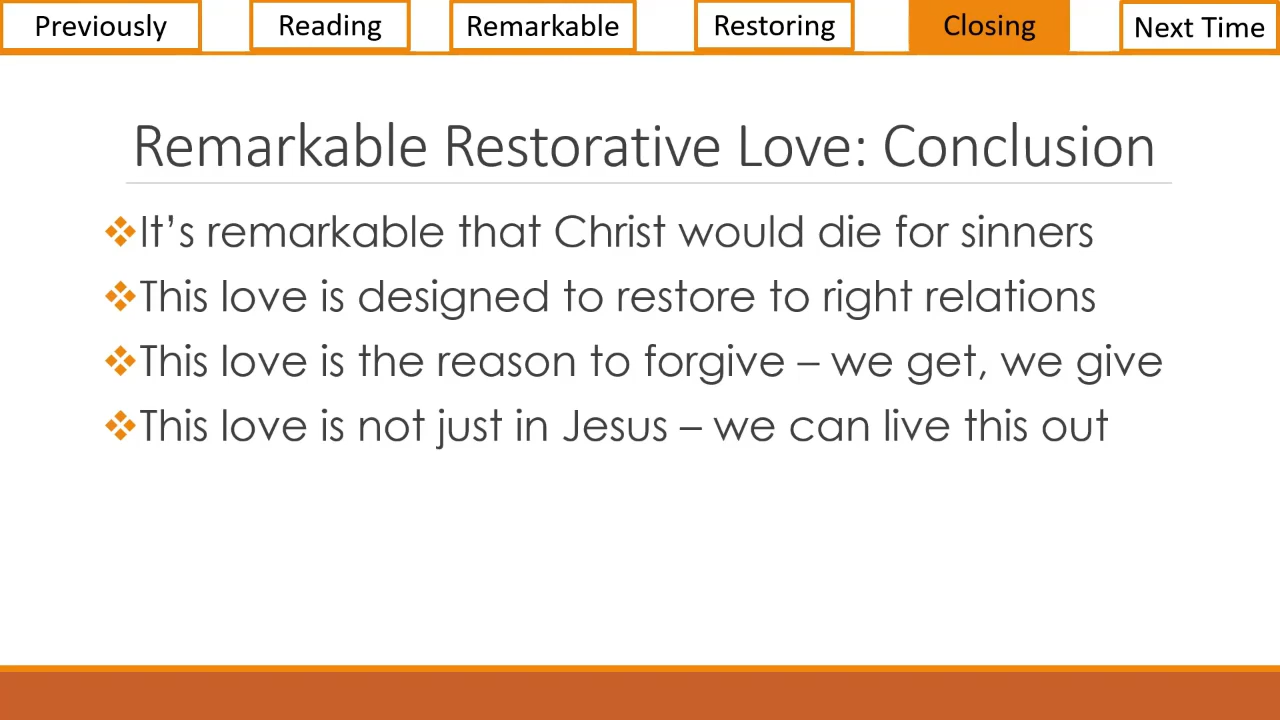 Previously
Reading
Remarkable
Restoring
Closing
Next Time
Remarkable Restorative Love: Conclusion
It’s remarkable that Christ would die for sinners
This love is designed to restore to right relations
This love is the reason to forgive – we get, we give
This love is not just in Jesus – we can live this out